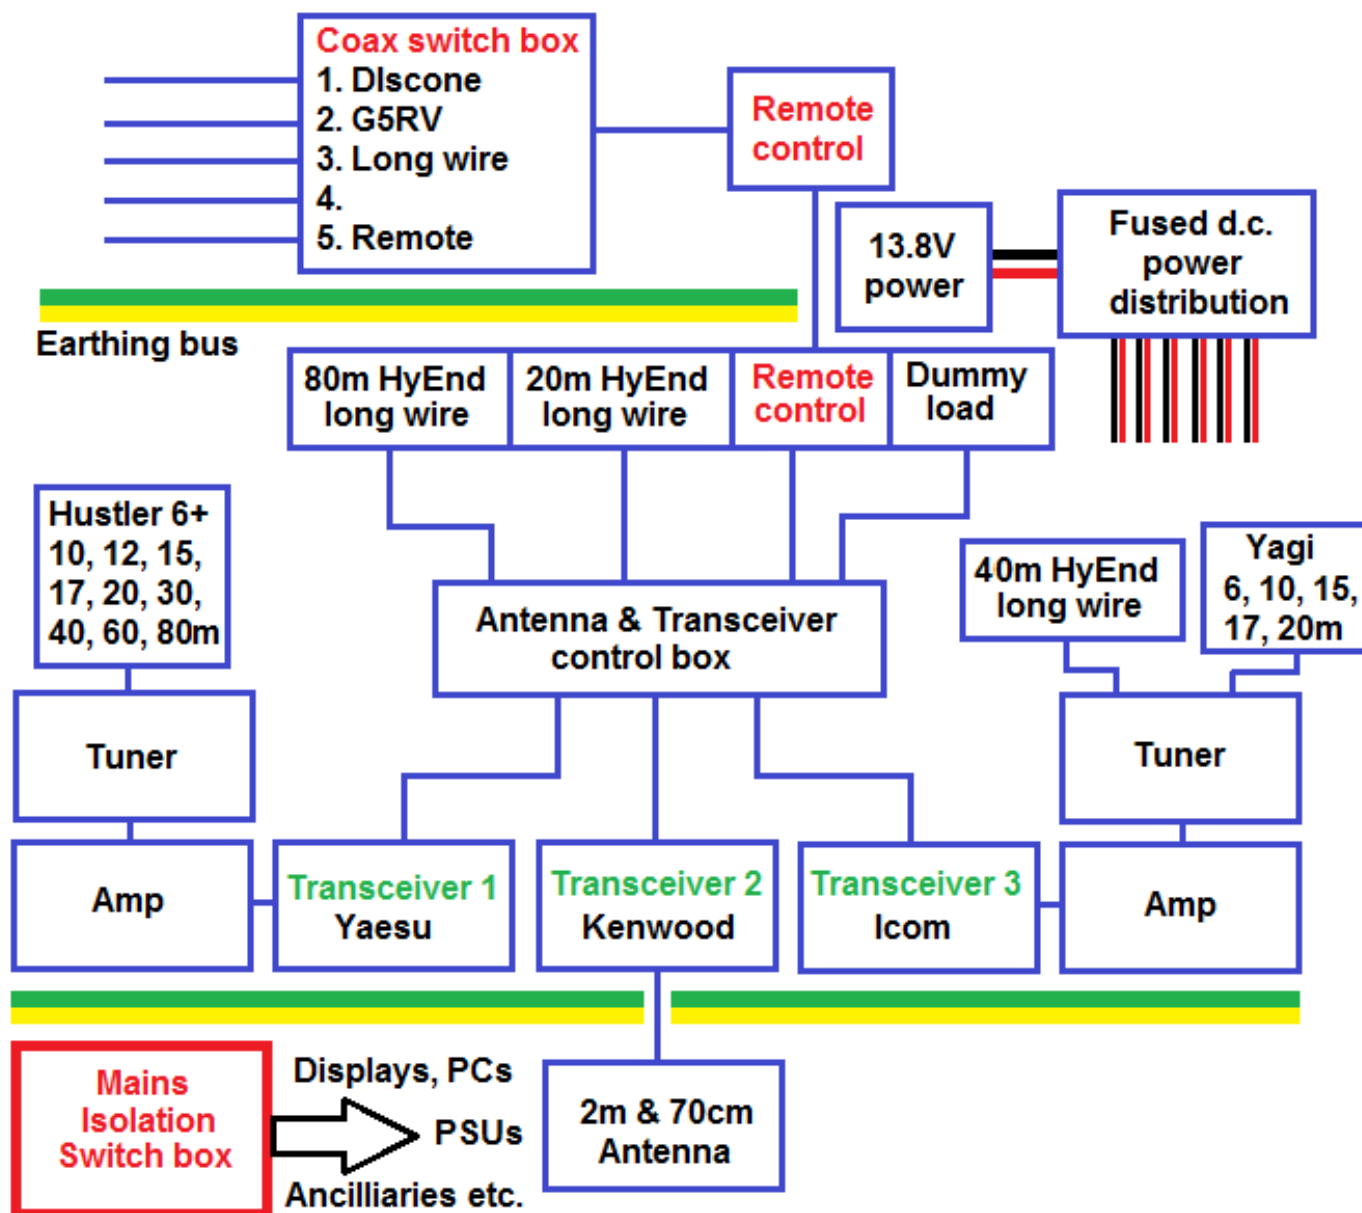 Coax switch box
1. DIscone
2. G5RV
3. Long wire
4.
5. Remote
Remote
control
13.8V
power
Fused d.c.
power
distribution
Earthing bus
80m HyEnd
long wire
20m HyEnd
long wire
Remote
control
Dummy
load
Hustler 6+
10, 12, 15,
17, 20, 30,
40, 60, 80m
40m HyEnd
long wire
Yagi
6, 10, 15,
17, 20m
Antenna & Transceiver
control box
Tuner
Tuner
Amp
Transceiver 1
Yaesu
Transceiver 2
Kenwood
Transceiver 3
Icom
Amp
Mains
Isolation
Switch box
Displays, PCs
PSUs
Ancilliaries etc.
2m & 70cm
Antenna